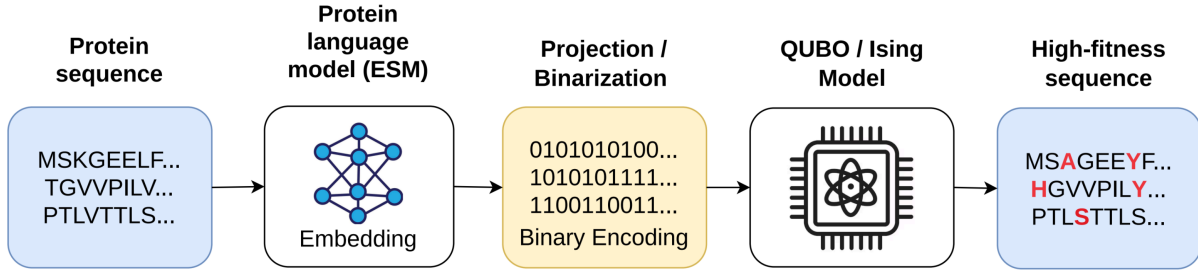 Protein
sequence
MSKGEELF...
TGVVPILV...
PTLVTTLS...
Protein
language
model (ESM)
Embedding
Projection /
Binarization
0101010100...
1010101111...
1100110011...
Binary Encoding
QUBO / Ising
Model
High-fitness
sequence
MSAGEEYF...
HGVVPILY...
PTLSTTLS...